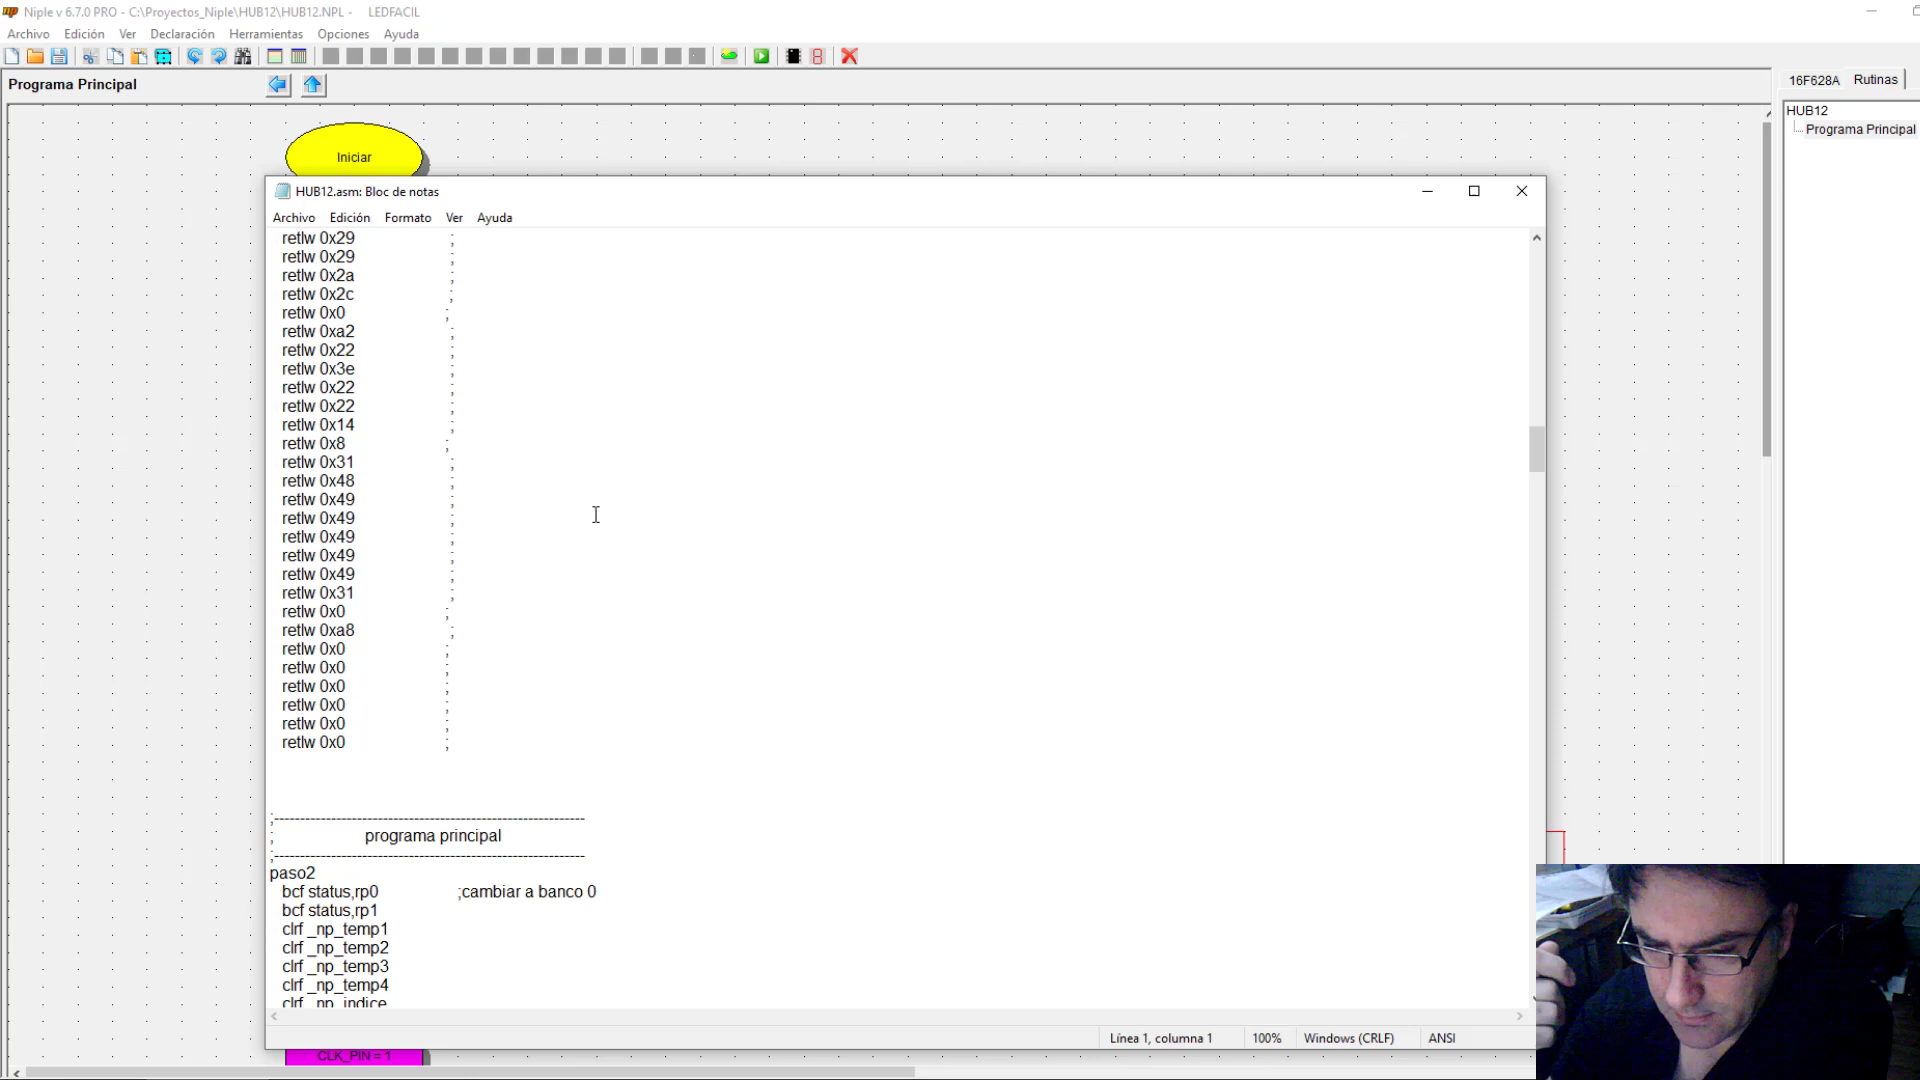 Niple v 6.7.0 PRO - C:\Proyectos_Niple\HUB12\HUB12.NPL - LEDFACIL
Archivo Edición Ver Declaración Herramientas Opciones Ayuda
Programa Principal
16F628A Rutinas
HUB12
Programa Principal
Iniciar
HUB12.asm: Bloc de notas
Archivo Edición Formato Ver Ayuda
retlw 0x29 ;
retlw 0x29 ;
retlw 0x2a ;
retlw 0x2c ;
retlw 0x0 ;
retlw 0xa2 ;
retlw 0x22 ;
retlw 0x3e ;
retlw 0x22 ;
retlw 0x22 ;
retlw 0x14 ;
retlw 0x8 ;
retlw 0x31 ;
retlw 0x48 ;
retlw 0x49 ;
retlw 0x49 ;
retlw 0x49 ;
retlw 0x49 ;
retlw 0x49 ;
retlw 0x31 ;
retlw 0x0 ;
retlw 0xa8 ;
retlw 0x0 ;
retlw 0x0 ;
retlw 0x0 ;
retlw 0x0 ;
retlw 0x0 ;
retlw 0x0 ;
;------------------------------------------------------------
; programa principal
;------------------------------------------------------------
paso2
bcf status,rp0 ;cambiar a banco 0
bcf status,rp1
clrf _np_temp1
clrf _np_temp2
clrf _np_temp3
clrf _np_temp4
clrf _np_indice
Línea 1, columna 1 100% Windows (CRLF) ANSI
CLK_PIN = 1